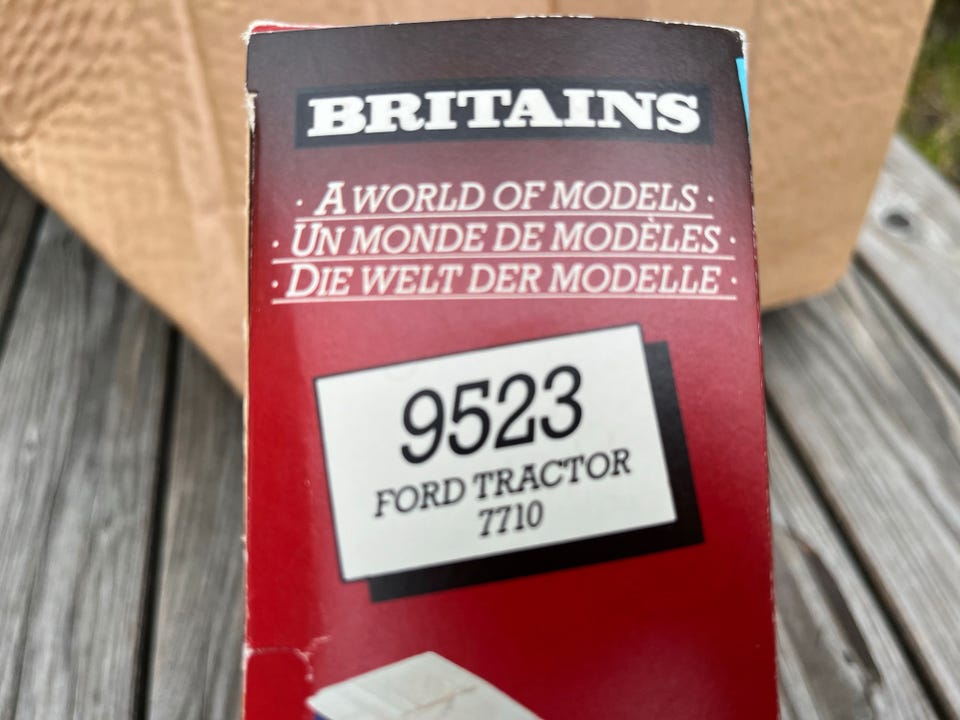 BRITAINS
· A WORLD OF MODELS ·
· UN MONDE DE MODÈLES ·
· DIE WELT DER MODELLE ·
9523
FORD TRACTOR
7710